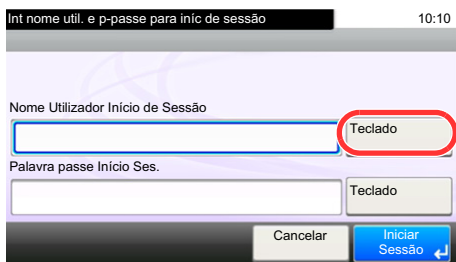 Int nome util. e p-passe para iníc de sessão 10:10
Nome Utilizador Início de Sessão
Teclado
Palavra passe Início Ses.
Teclado
Cancelar
Iniciar
Sessão